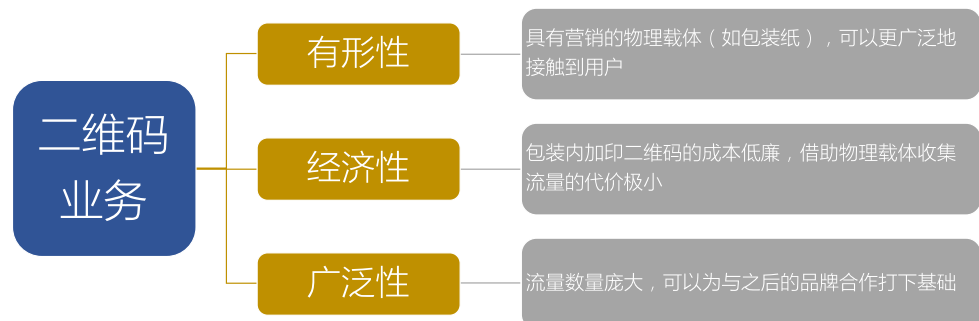 二维码
业务
有形性
具有营销的物理载体（如包装纸），可以更广泛地
接触到用户
经济性
包装内加印二维码的成本低廉，借助物理载体收集
流量的代价极小
广泛性
流量数量庞大，可以为与之后的品牌合作打下基础